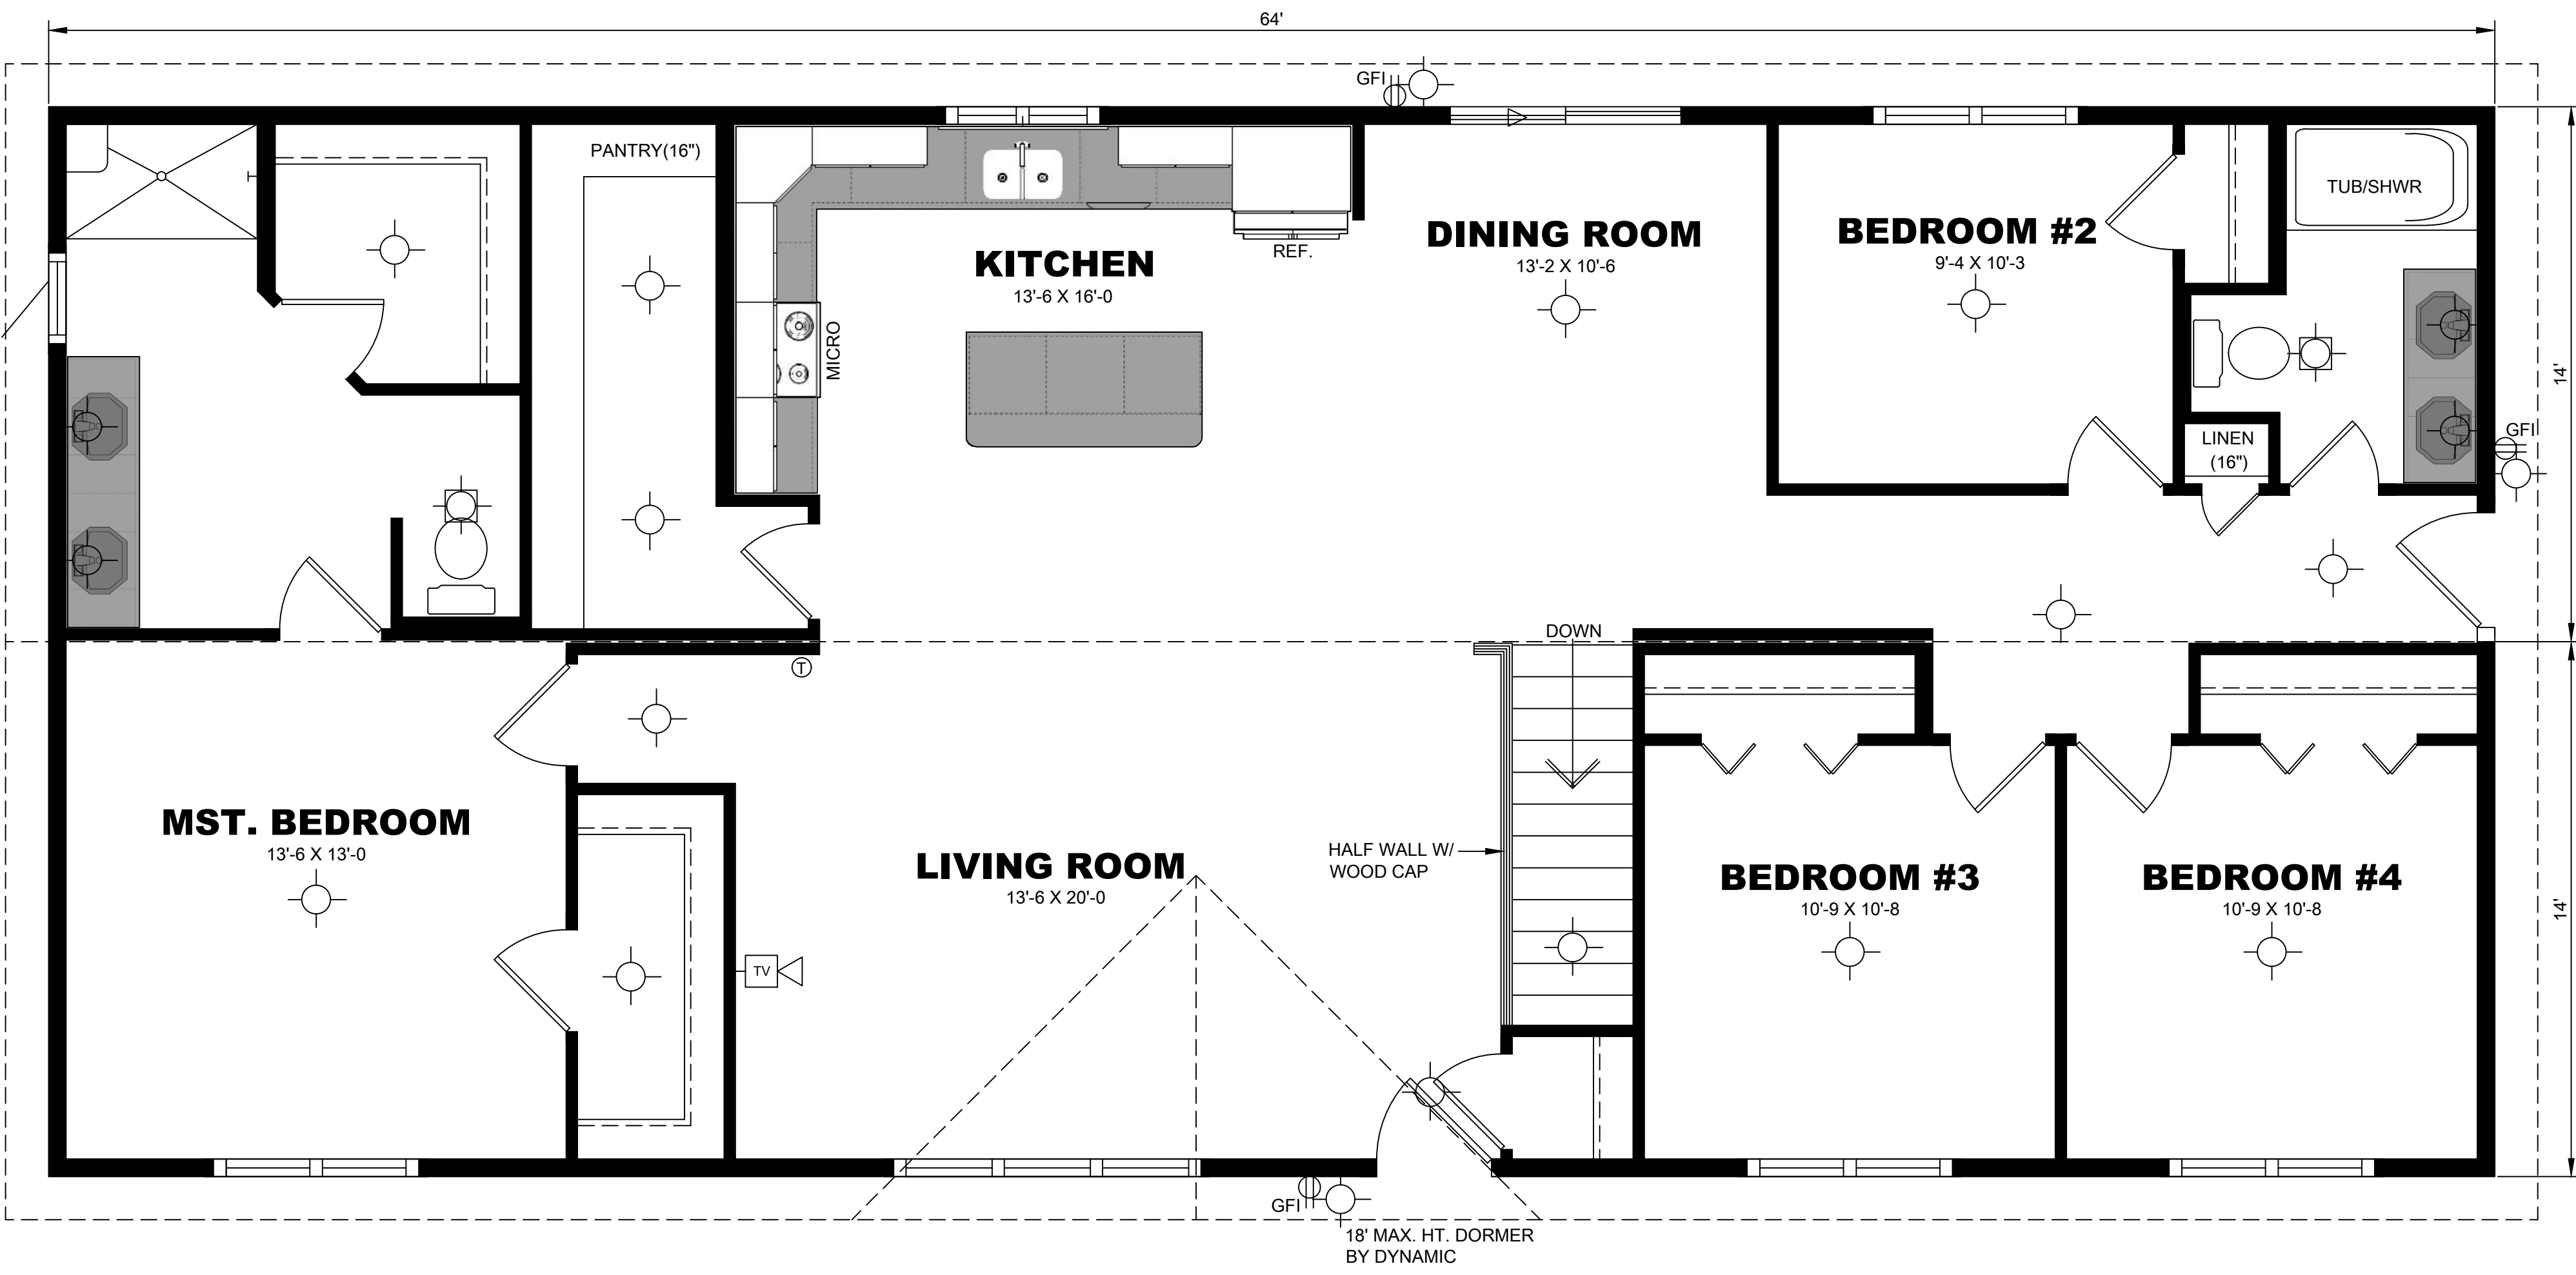 64'
GFI
PANTRY(16")
TUB/SHWR
KITCHEN
13'-6 X 16'-0
REF.
DINING ROOM
13'-2 X 10'-6
BEDROOM #2
9'-4 X 10'-3
MICRO
14'
LINEN
(16")
GFI
DOWN
T
MST. BEDROOM
13'-6 X 13'-0
LIVING ROOM
13'-6 X 20'-0
HALF WALL W/
WOOD CAP
BEDROOM #3
10'-9 X 10'-8
BEDROOM #4
10'-9 X 10'-8
14'
TV
GFI
18' MAX. HT. DORMER
BY DYNAMIC